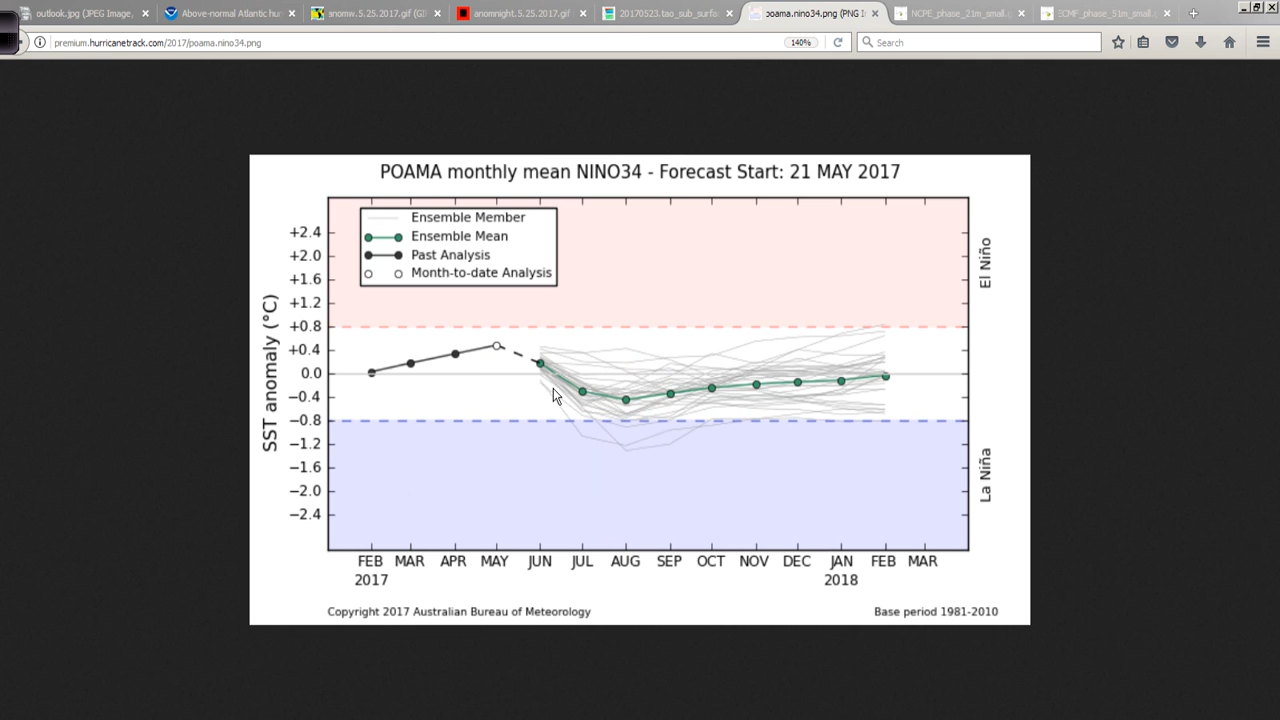 outlook.jpg (JPEG Image,
Above-normal Atlantic hu
anomw.5.25.2017.gif (GI
anomnight.5.25.2017.gif
20170523.tao_sub_surfa
poama.nino34.png (PNG I
NCPE_phase_21m_small.g
ECMF_phase_51m_small.g
premium.hurricanetrack.com/2017/poama.nino34.png
140%
Search
POAMA monthly mean NINO34 - Forecast Start: 21 MAY 2017
Ensemble Member
Ensemble Mean
Past Analysis
Month-to-date Analysis
SST anomaly (°C)
+2.4
+2.0
+1.6
+1.2
+0.8
+0.4
0.0
−0.4
−0.8
−1.2
−1.6
−2.0
−2.4
El Niño
La Niña
FEB MAR APR MAY JUN JUL AUG SEP OCT NOV DEC JAN FEB MAR
2017 2018
Copyright 2017 Australian Bureau of Meteorology
Base period 1981-2010